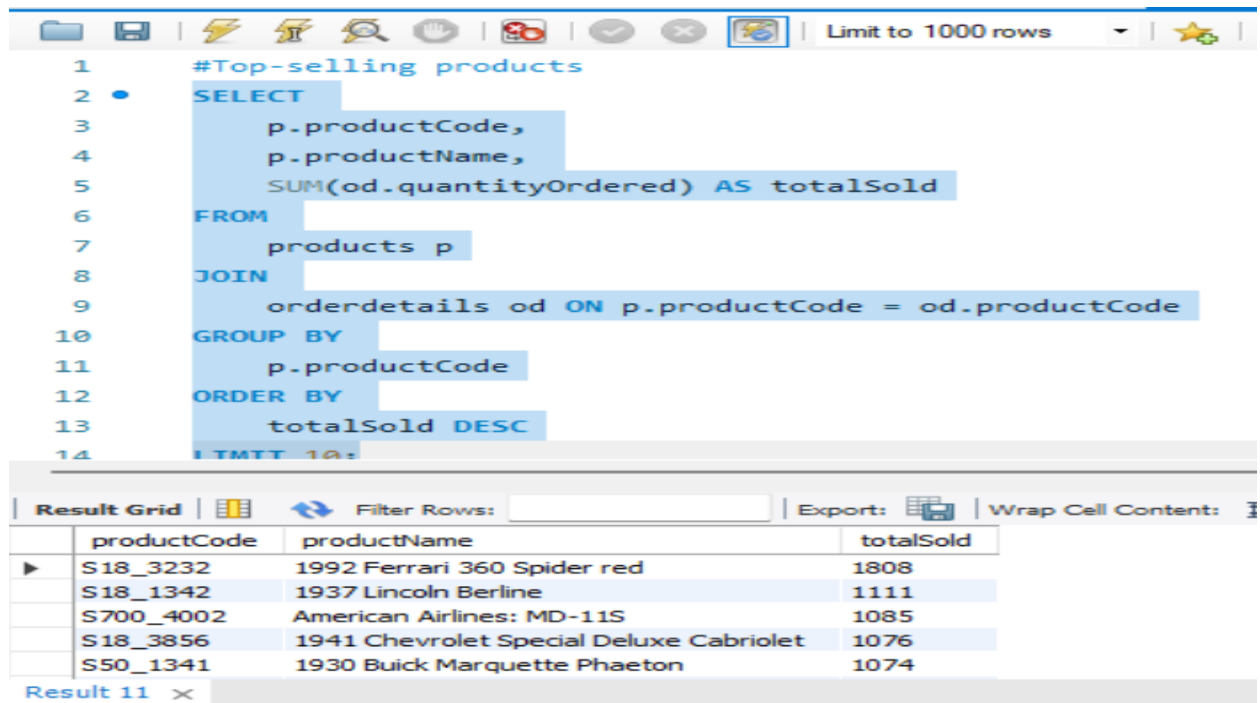 Limit to 1000 rows
1 #Top-selling products
2 SELECT
3 p.productCode,
4 p.productName,
5 SUM(od.quantityOrdered) AS totalSold
6 FROM
7 products p
8 JOIN
9 orderdetails od ON p.productCode = od.productCode
10 GROUP BY
11 p.productCode
12 ORDER BY
13 totalSold DESC
14 LIMIT 10;
Result Grid Filter Rows: Export: Wrap Cell Content:
productCode productName totalSold
S18_3232 1992 Ferrari 360 Spider red 1808
S18_1342 1937 Lincoln Berline 1111
S700_4002 American Airlines: MD-11S 1085
S18_3856 1941 Chevrolet Special Deluxe Cabriolet 1076
S50_1341 1930 Buick Marquette Phaeton 1074
Result 11